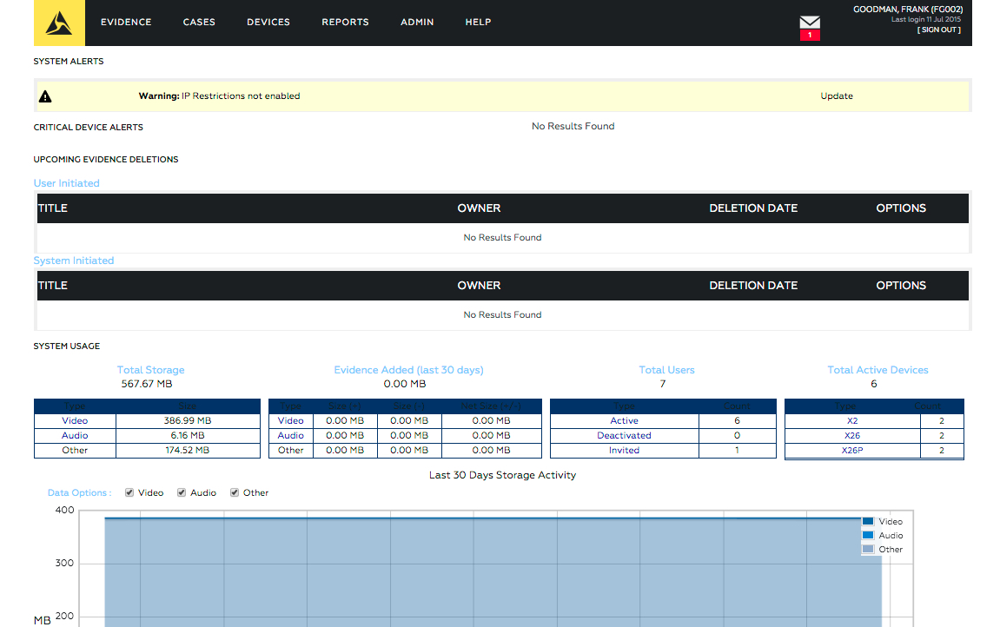 EVIDENCE CASES DEVICES REPORTS ADMIN HELP
1
GOODMAN, FRANK (FG002)
Last login 11 Jul 2015
[ SIGN OUT ]
SYSTEM ALERTS
Warning: IP Restrictions not enabled Update
CRITICAL DEVICE ALERTS No Results Found
UPCOMING EVIDENCE DELETIONS
User Initiated
TITLE OWNER DELETION DATE OPTIONS
No Results Found
System Initiated
TITLE OWNER DELETION DATE OPTIONS
No Results Found
SYSTEM USAGE
Total Storage Evidence Added (last 30 days) Total Users Total Active Devices
567.67 MB 0.00 MB 7 6
Type Size Type Size (+) Size (-) Net Size (+/-) Type Count Type Count
Video 386.99 MB Video 0.00 MB 0.00 MB 0.00 MB Active 6 X2 2
Audio 6.16 MB Audio 0.00 MB 0.00 MB 0.00 MB Deactivated 0 X26 2
Other 174.52 MB Other 0.00 MB 0.00 MB 0.00 MB Invited 1 X26P 2
Last 30 Days Storage Activity
Data Options : Video Audio Other
400
Video
Audio
Other
300
MB 200